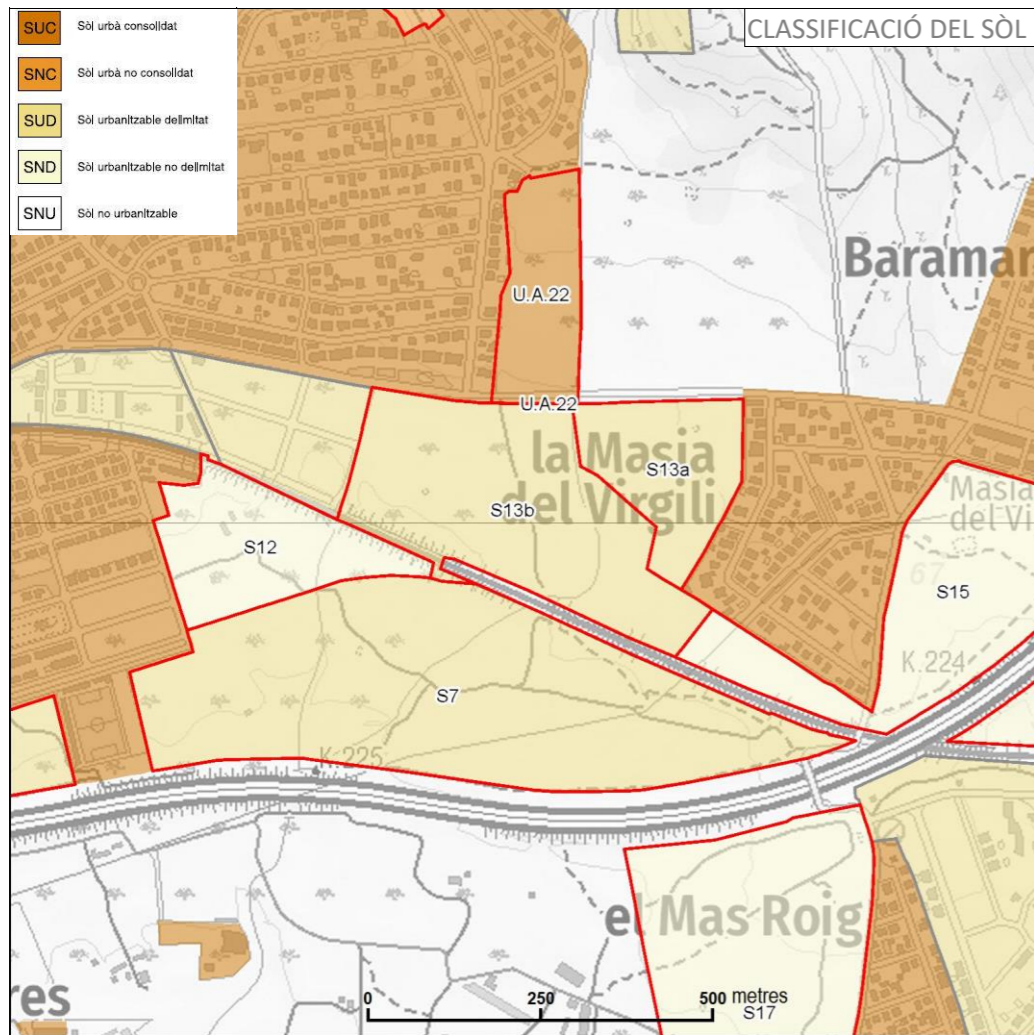 CLASSIFICACIÓ DEL SÒL
SUC Sòl urbà consolidat
SNC Sòl urbà no consolidat
SUD Sòl urbanitzable delimitat
SND Sòl urbanitzable no delimitat
SNU Sòl no urbanitzable
Baramar
U.A.22
U.A.22
la Masia
del Virgili
S13a
S13b
Masia
del Vi
S12
67
S15
K.224
S7
K.225
el Mas Roig
res
0 250 500 metres
S17